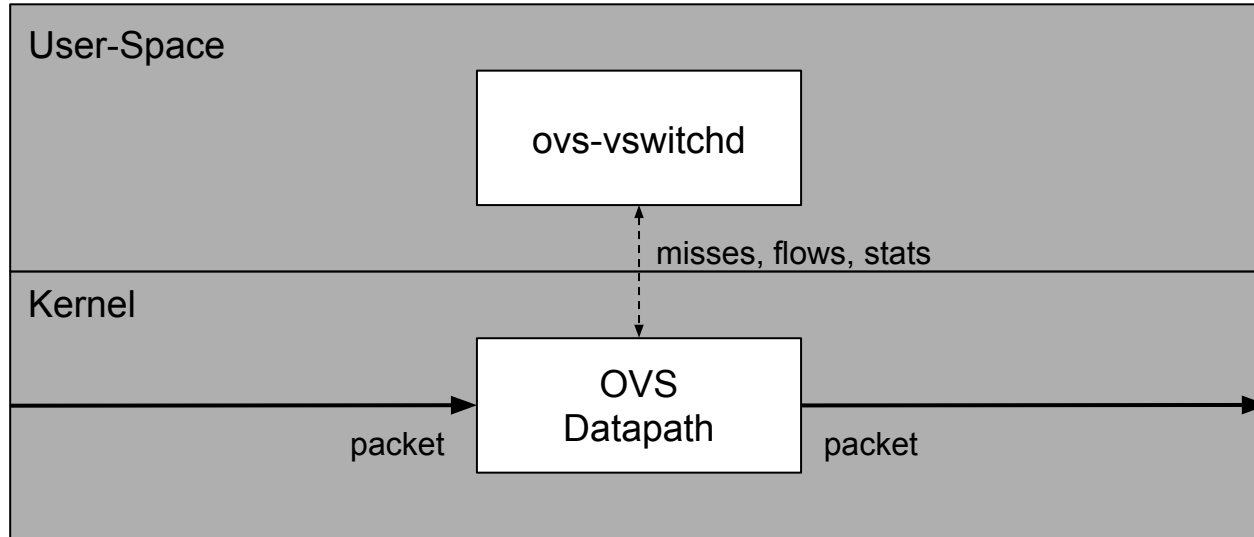 User-Space
ovs-vswitchd
misses, flows, stats
Kernel
OVS
Datapath
packet
packet